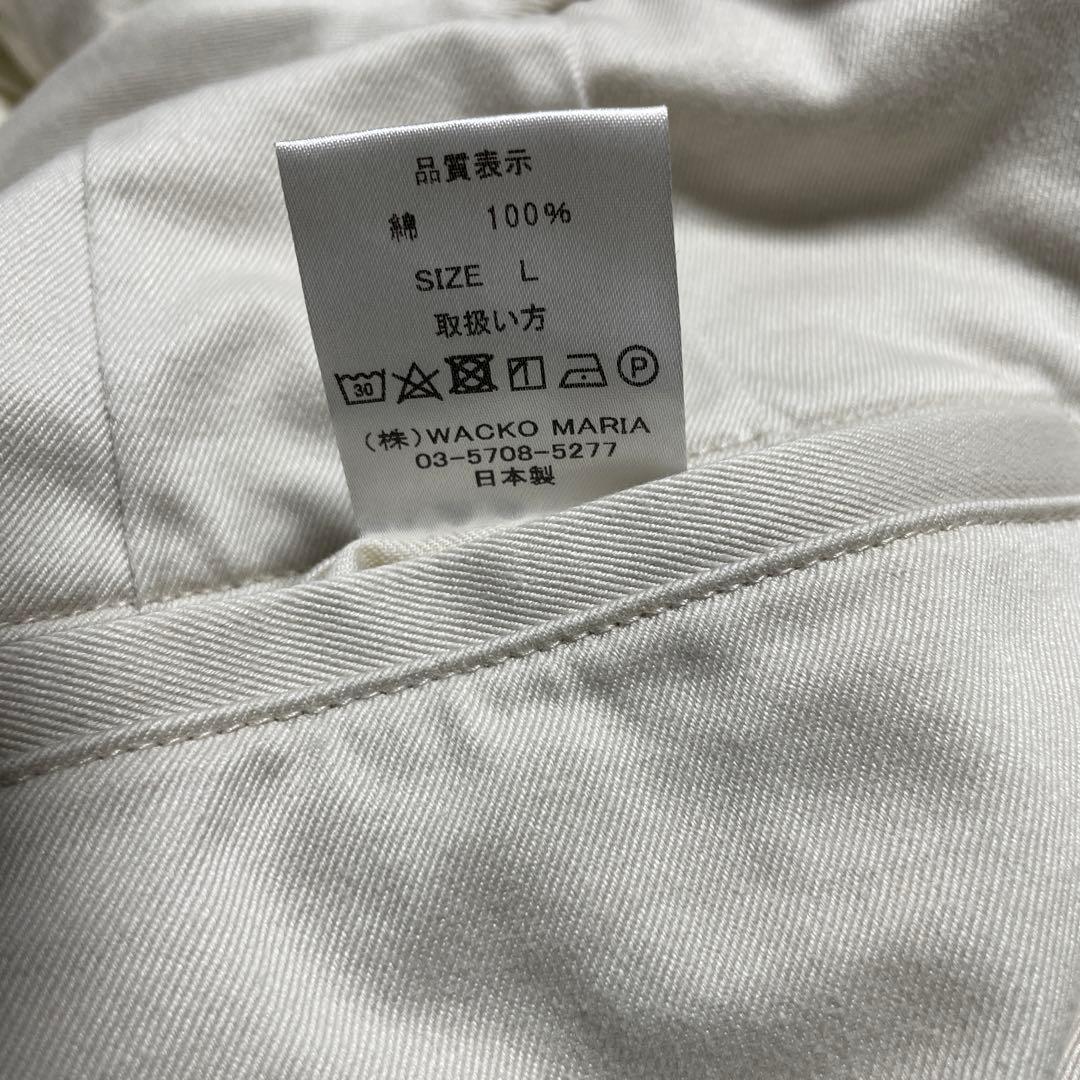 品質表示
綿 100%
SIZE L
取扱い方
30 P
(株)WACKO MARIA
03-5708-5277
日本製